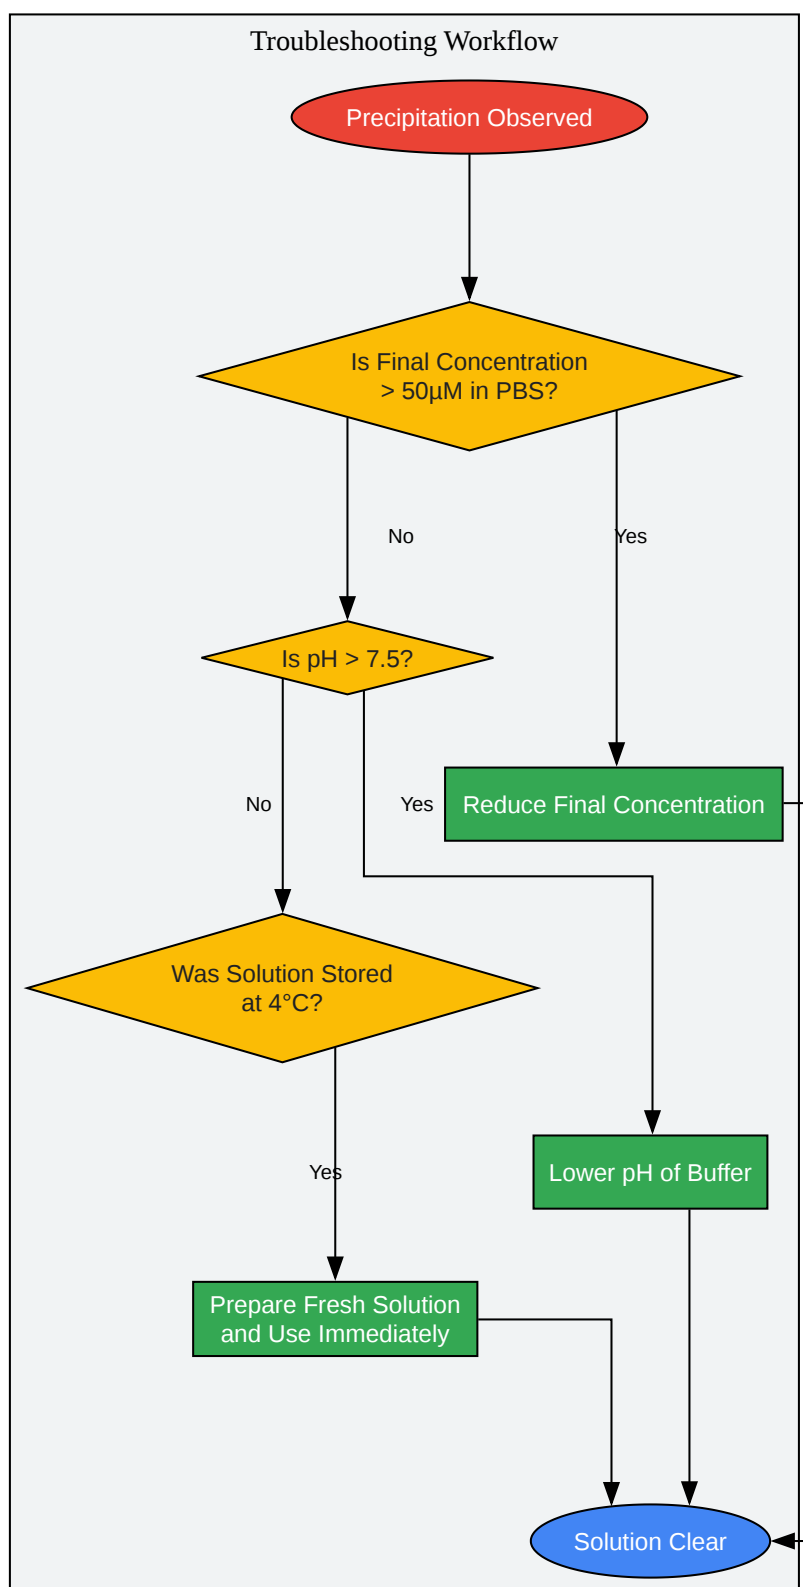 Troubleshooting Workflow
Precipitation Observed
Is Final Concentration
> 50µM in PBS?
No
Yes
Is pH > 7.5?
No
Yes
Reduce Final Concentration
Was Solution Stored
at 4°C?
Yes
Lower pH of Buffer
Prepare Fresh Solution
and Use Immediately
Solution Clear